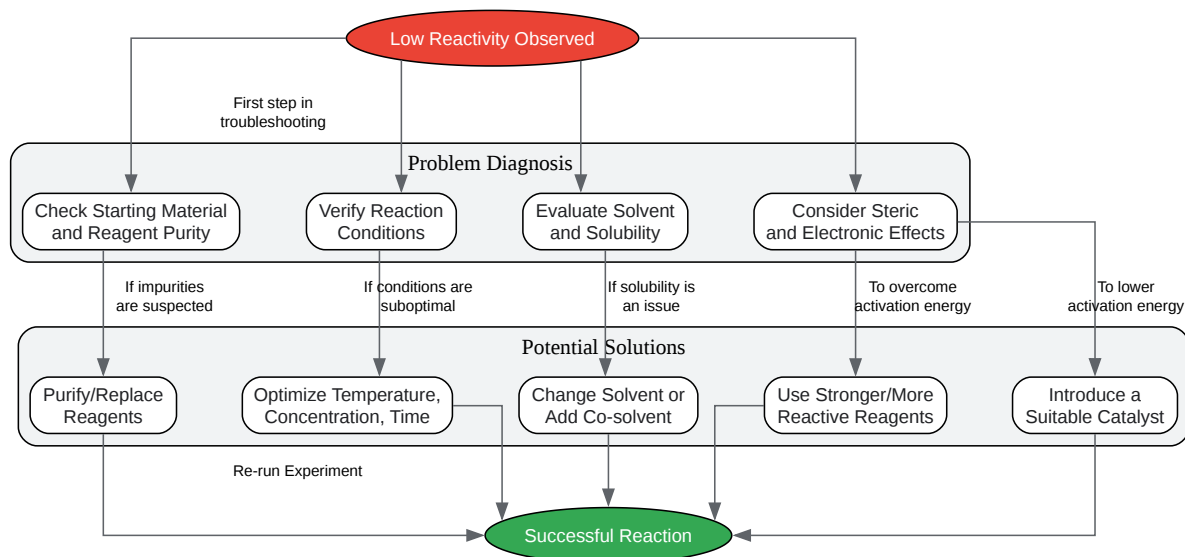 Low Reactivity Observed
First step in
troubleshooting
Problem Diagnosis
Check Starting Material
and Reagent Purity
Verify Reaction
Conditions
Evaluate Solvent
and Solubility
Consider Steric
and Electronic Effects
If impurities
are suspected
If conditions are
suboptimal
If solubility is
an issue
To overcome
activation energy
To lower
activation energy
Potential Solutions
Purify/Replace
Reagents
Optimize Temperature,
Concentration, Time
Change Solvent or
Add Co-solvent
Use Stronger/More
Reactive Reagents
Introduce a
Suitable Catalyst
Re-run Experiment
Successful Reaction